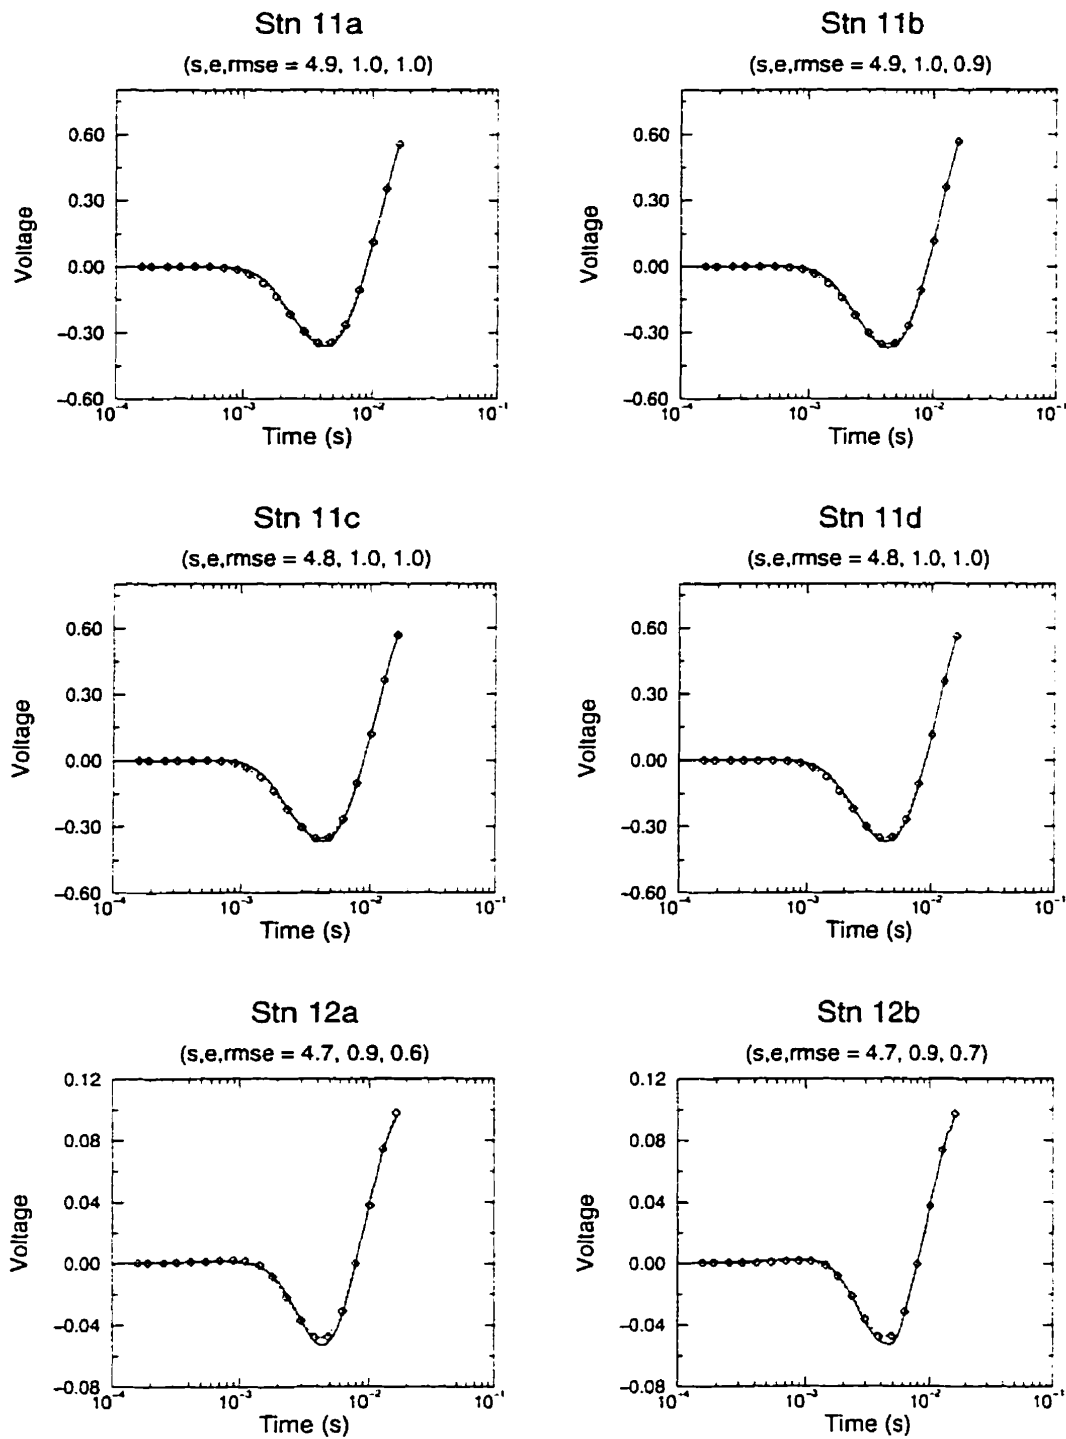 Stn 11a
(s,e,rmse = 4.9, 1.0, 1.0)
0.60
0.30
0.00
−0.30
−0.60
Voltage
10⁻⁴
10⁻³
10⁻²
10⁻¹
Time (s)
Stn 11b
(s,e,rmse = 4.9, 1.0, 0.9)
0.60
0.30
0.00
−0.30
−0.60
Voltage
10⁻⁴
10⁻³
10⁻²
10⁻¹
Time (s)
Stn 11c
(s,e,rmse = 4.8, 1.0, 1.0)
0.60
0.30
0.00
−0.30
−0.60
Voltage
10⁻⁴
10⁻³
10⁻²
10⁻¹
Time (s)
Stn 11d
(s,e,rmse = 4.8, 1.0, 1.0)
0.60
0.30
0.00
−0.30
−0.60
Voltage
10⁻⁴
10⁻³
10⁻²
10⁻¹
Time (s)
Stn 12a
(s,e,rmse = 4.7, 0.9, 0.6)
0.12
0.08
0.04
0.00
−0.04
−0.08
Voltage
10⁻⁴
10⁻³
10⁻²
10⁻¹
Time (s)
Stn 12b
(s,e,rmse = 4.7, 0.9, 0.7)
0.12
0.08
0.04
0.00
−0.04
−0.08
Voltage
10⁻⁴
10⁻³
10⁻²
10⁻¹
Time (s)